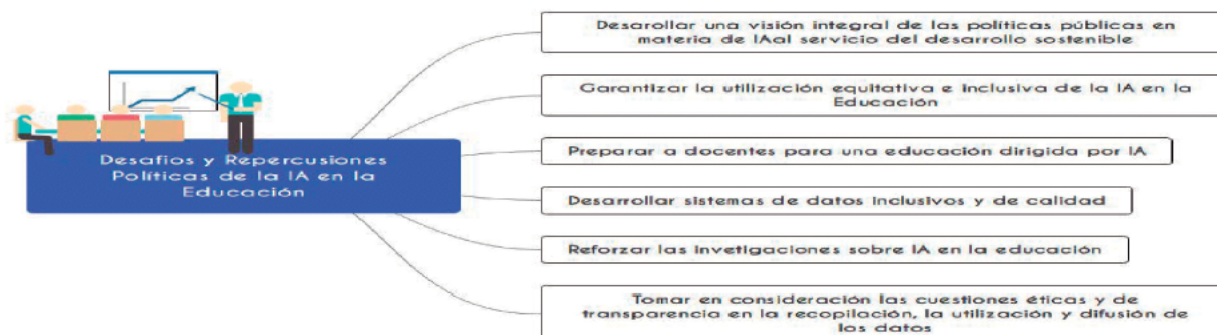 Desarollar una visión integral de las políticas públicas en
materia de IAal servicio del desarrollo sostenible
Garantizar la utilización equitativa e inclusiva de la IA en la
Educación
Desafios y Repercusiones
Políticas de la IA en la
Educación
Preparar a docentes para una educación dirigida por IA
Desarrollar sistemas de datos inclusivos y de calidad
Reforzar las invetigaciones sobre IA en la educación
Tomar en consideración las cuestiones éticas y de
transparencia en la recopilación, la utilización y difusión de
los datos